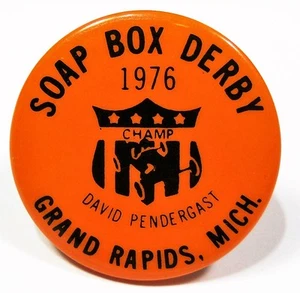 SOAP BOX DERBY
1976
CHAMP
DAVID PENDERGAST
GRAND RAPIDS, MICH.